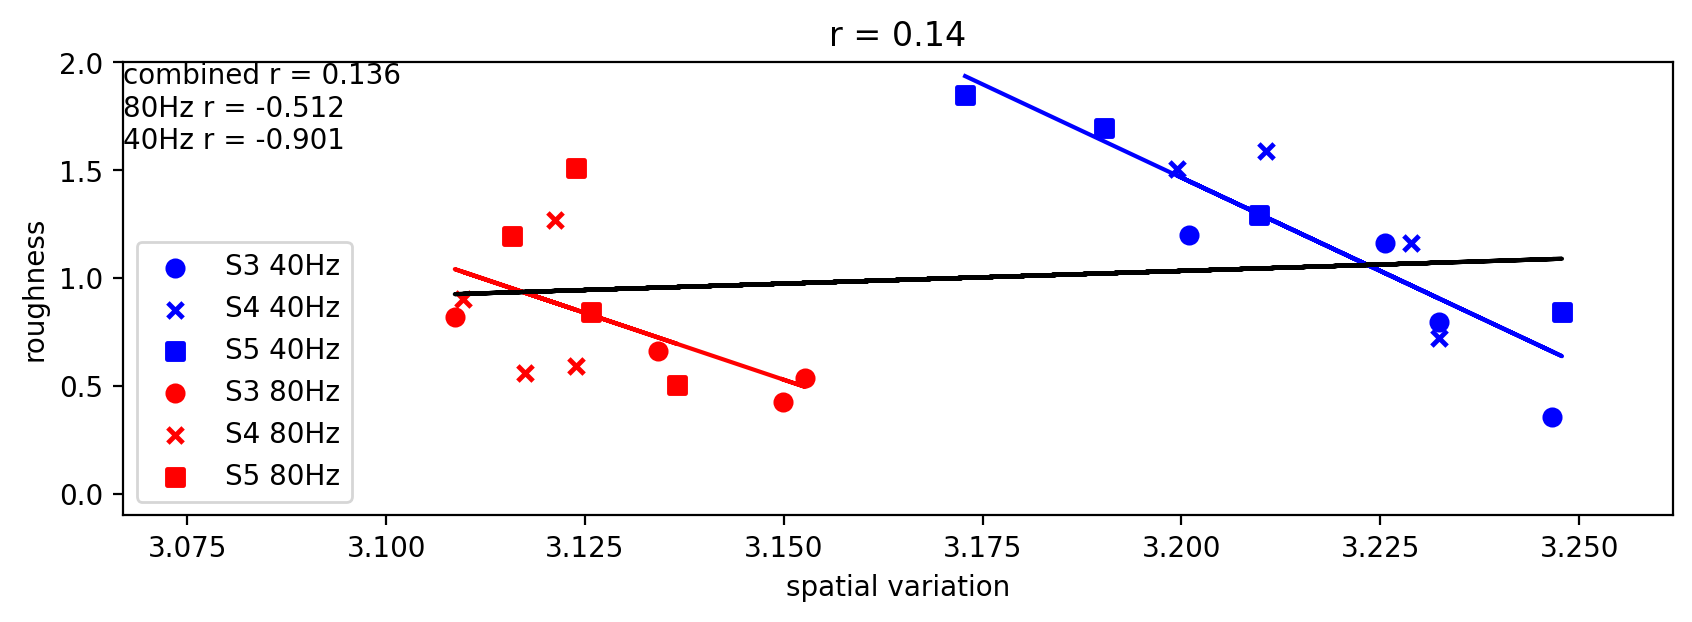 r = 0.14
combined r = 0.136
80Hz r = -0.512
40Hz r = -0.901
2.0
1.5
1.0
0.5
0.0
roughness
S3 40Hz
S4 40Hz
S5 40Hz
S3 80Hz
S4 80Hz
S5 80Hz
3.075 3.100 3.125 3.150 3.175 3.200 3.225 3.250
spatial variation